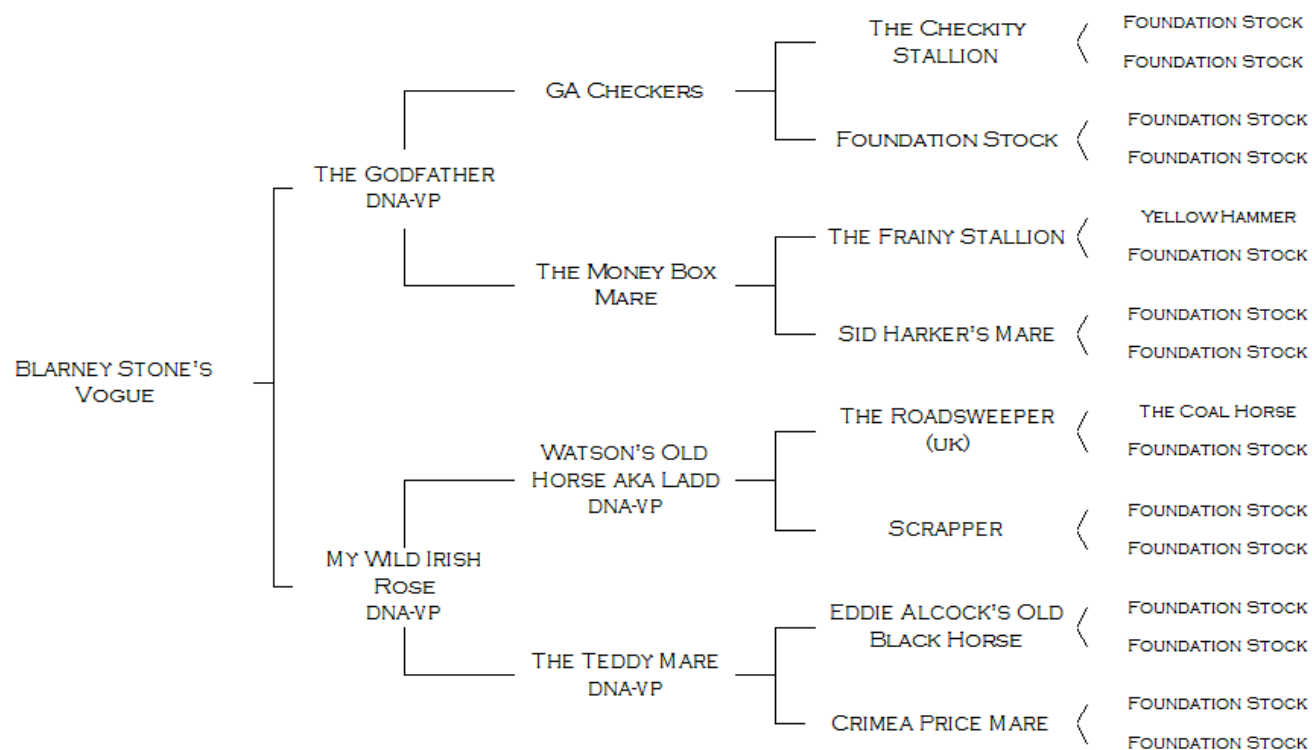 Blarney Stone's
Vogue
The Godfather
DNA-VP
My Wild Irish
Rose
DNA-VP
GA Checkers
The Money Box
Mare
Watson's Old
Horse aka Ladd
DNA-VP
The Teddy Mare
DNA-VP
The Checkity
Stallion
Foundation Stock
The Frainy Stallion
Sid Harker's Mare
The Roadsweeper
(UK)
Scrapper
Eddie Alcock's Old
Black Horse
Crimea Price Mare
Foundation Stock
Foundation Stock
Foundation Stock
Foundation Stock
Yellow Hammer
Foundation Stock
Foundation Stock
Foundation Stock
The Coal Horse
Foundation Stock
Foundation Stock
Foundation Stock
Foundation Stock
Foundation Stock
Foundation Stock
Foundation Stock